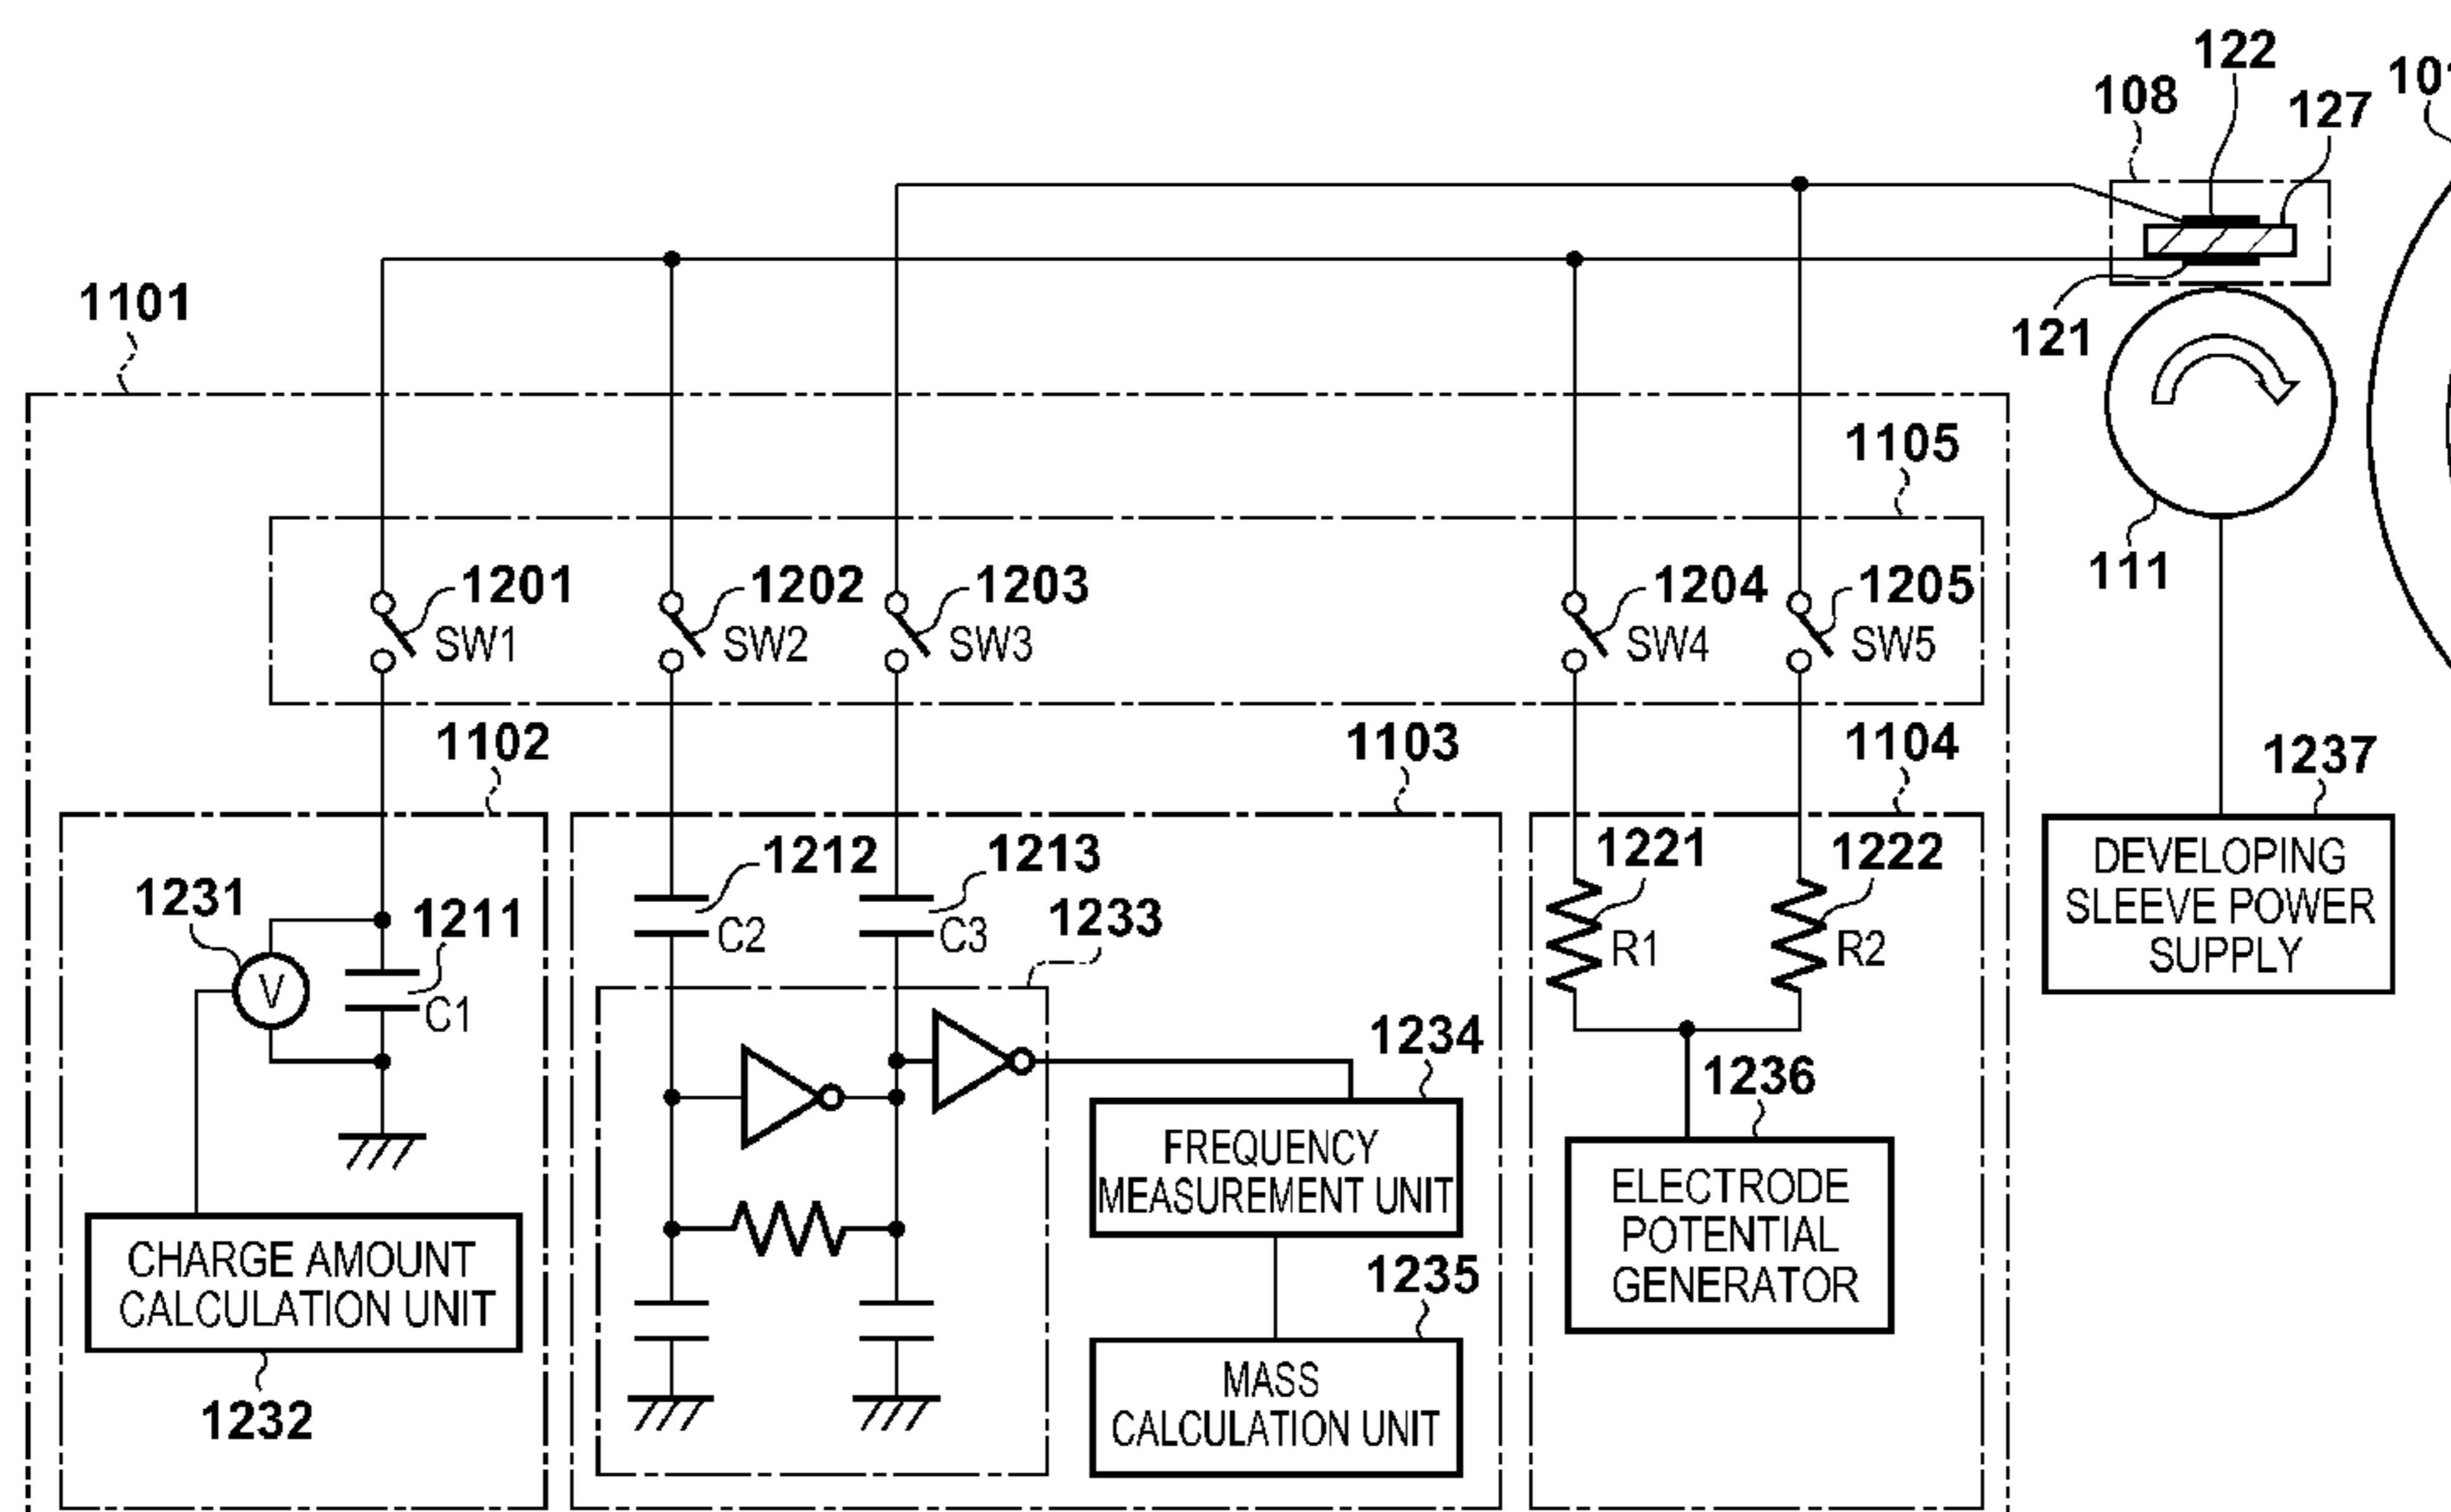 122
108
127
1101
121
1105
111
1201
1202
1203
1204
1205
SW1
SW2
SW3
SW4
SW5
1102
1103
1104
1237
DEVELOPING
SLEEVE POWER
SUPPLY
1231
1211
V
C1
1212
1213
C2
C3
1233
1221
1222
R1
R2
1234
FREQUENCY
MEASUREMENT UNIT
1236
ELECTRODE
POTENTIAL
GENERATOR
CHARGE AMOUNT
CALCULATION UNIT
1232
1235
MASS
CALCULATION UNIT